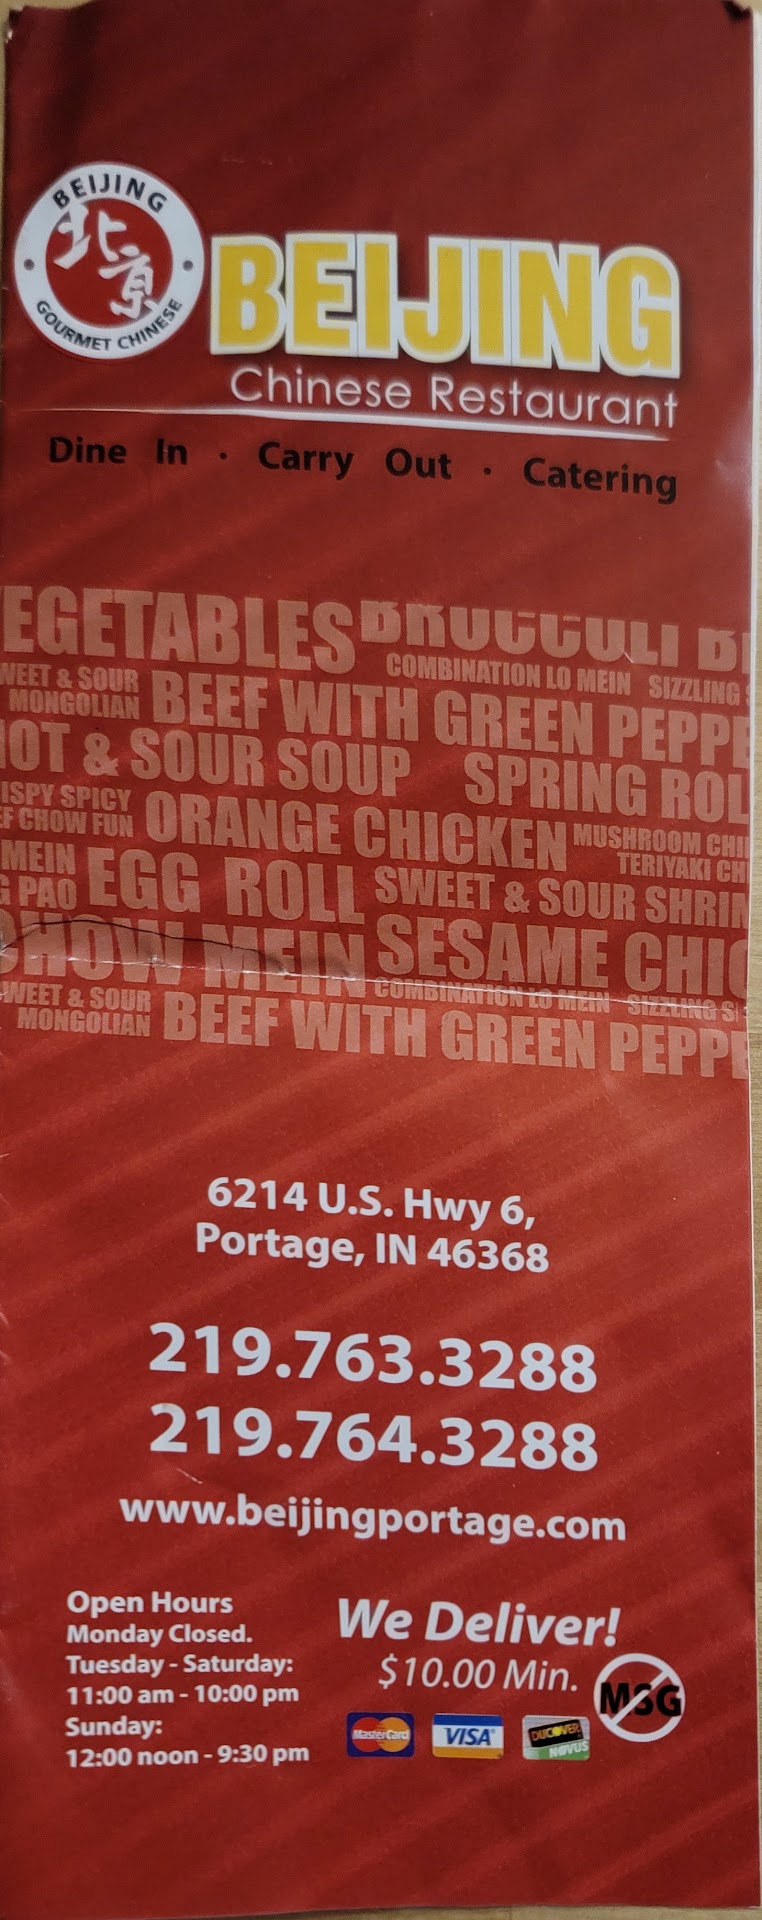 BEIJING
北京
GOURMET CHINESE
BEIJING
Chinese Restaurant
Dine In · Carry Out · Catering
EGETABLES BROCCOLI B
COMBINATION LO MEIN SIZZLING
WEET & SOUR
MONGOLIAN
BEEF WITH GREEN PEPPE
OT & SOUR SOUP SPRING ROL
ISPY SPICY
EF CHOW FUN
ORANGE CHICKEN
MUSHROOM CHI
TERIYAKI CH
MEIN
G PAO
EGG ROLL
SWEET & SOUR SHRIM
CHOW MEIN SESAME CHIC
COMBINATION LO MEIN SIZZLING S
WEET & SOUR
MONGOLIAN
BEEF WITH GREEN PEPPE
6214 U.S. Hwy 6,
Portage, IN 46368
219.763.3288
219.764.3288
www.beijingportage.com
Open Hours
Monday Closed.
Tuesday - Saturday:
11:00 am - 10:00 pm
Sunday:
12:00 noon - 9:30 pm
We Deliver!
$10.00 Min.
MSG
MasterCard
VISA
DISCOVER
NOVUS